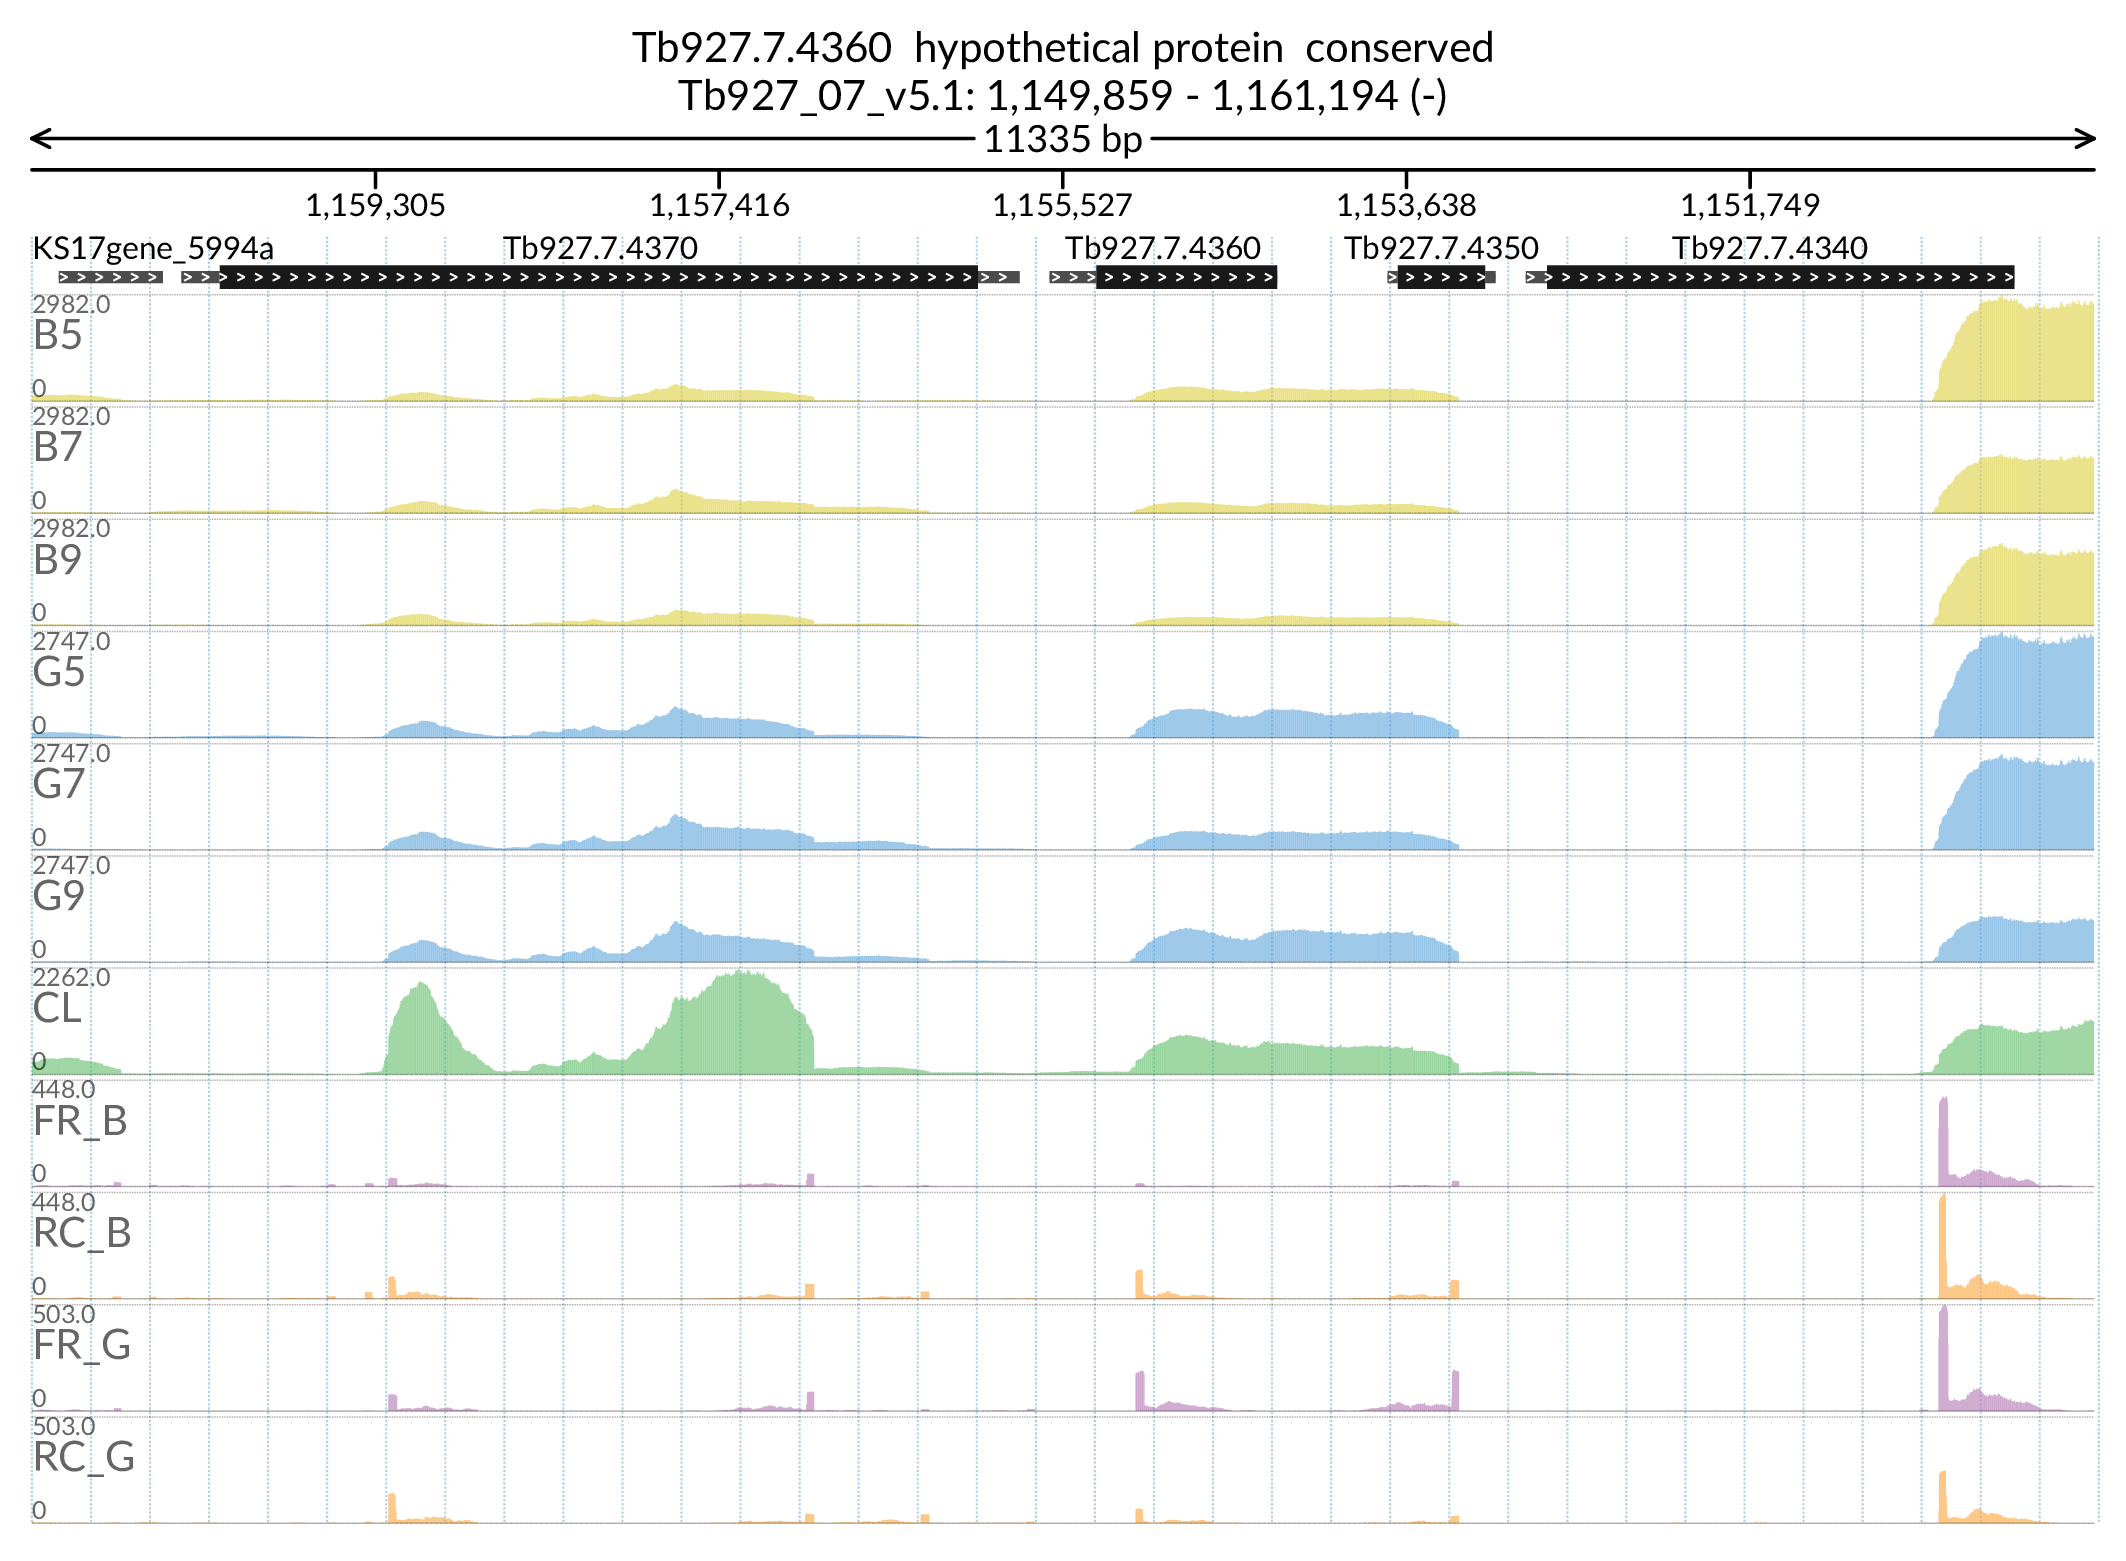 Tb927.7.4360 hypothetical protein conserved
Tb927_07_v5.1: 1,149,859 - 1,161,194 (-)
11335 bp
1,159,305 1,157,416 1,155,527 1,153,638 1,151,749
KS17gene_5994a Tb927.7.4370 Tb927.7.4360 Tb927.7.4350 Tb927.7.4340
2982.0
B5
0
2982.0
B7
0
2982.0
B9
0
2747.0
G5
0
2747.0
G7
0
2747.0
G9
0
2262.0
CL
0
448.0
FR_B
0
448.0
RC_B
0
503.0
FR_G
0
503.0
RC_G
0